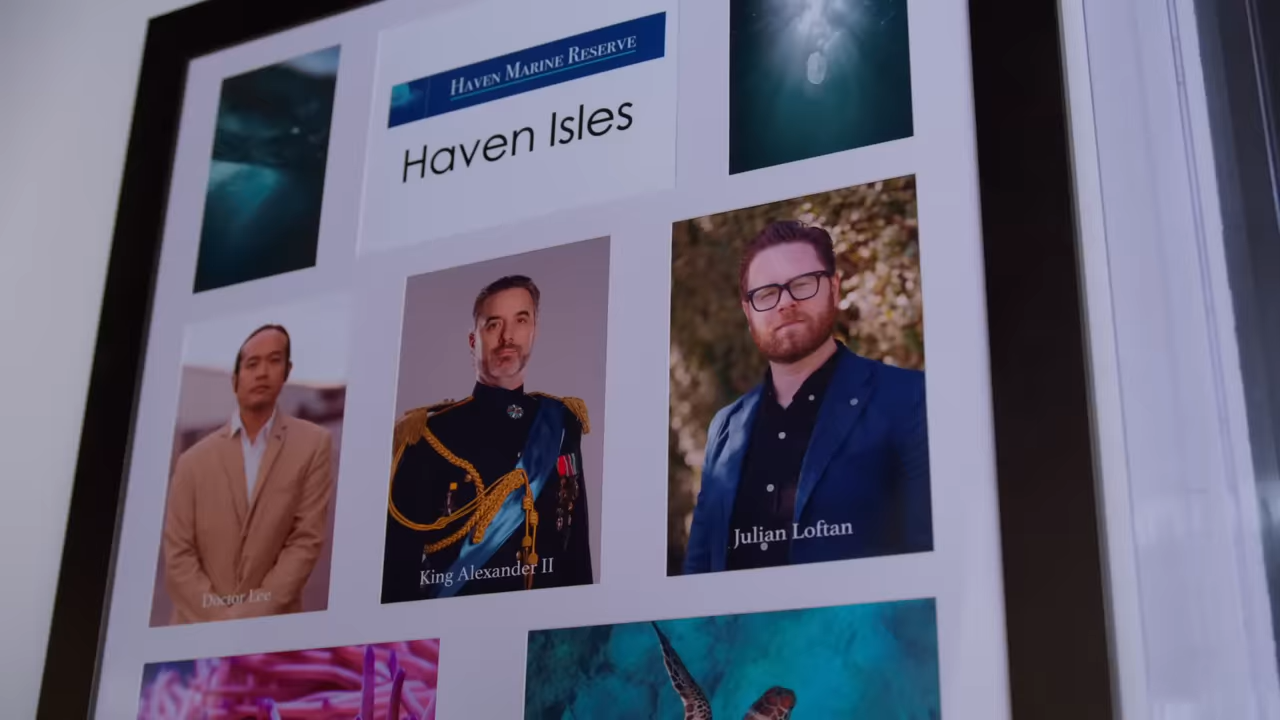 HAVEN MARINE RESERVE
Haven Isles
Doctor Lee
King Alexander II
Julian Loftan